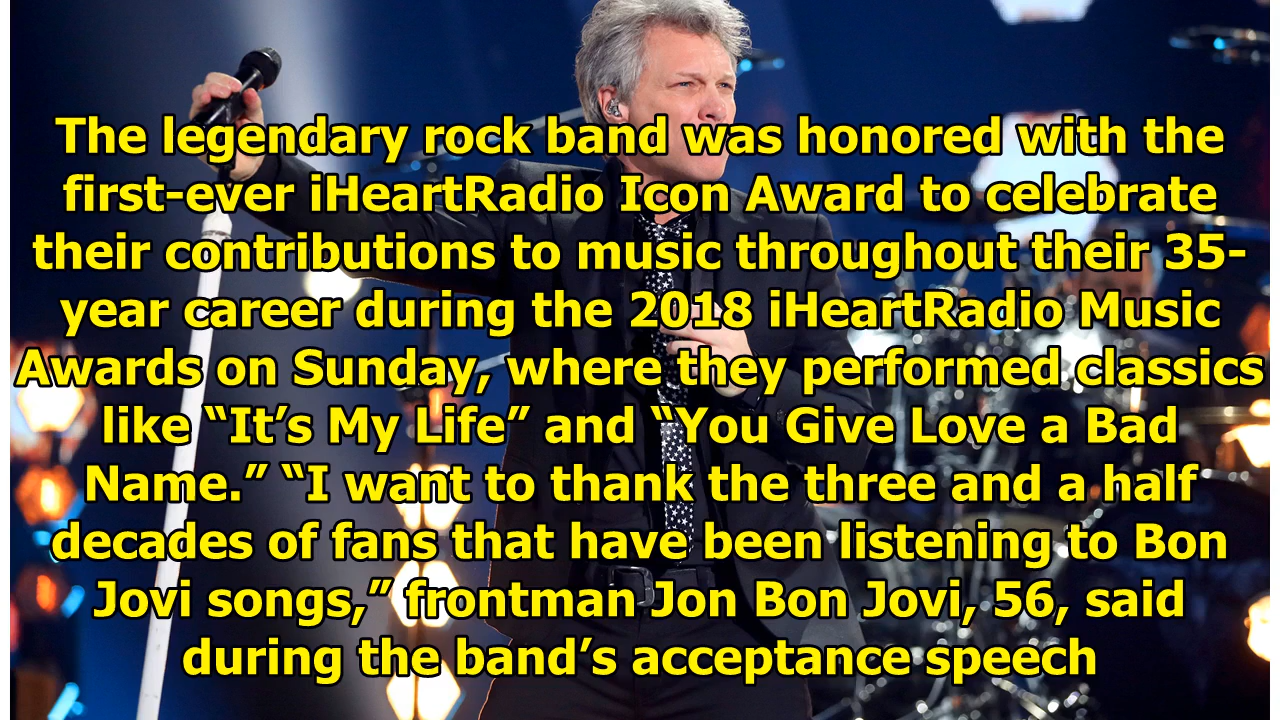 The legendary rock band was honored with the
first-ever iHeartRadio Icon Award to celebrate
their contributions to music throughout their 35-
year career during the 2018 iHeartRadio Music
Awards on Sunday, where they performed classics
like “It’s My Life” and “You Give Love a Bad
Name.” “I want to thank the three and a half
decades of fans that have been listening to Bon
Jovi songs,” frontman Jon Bon Jovi, 56, said
during the band’s acceptance speech